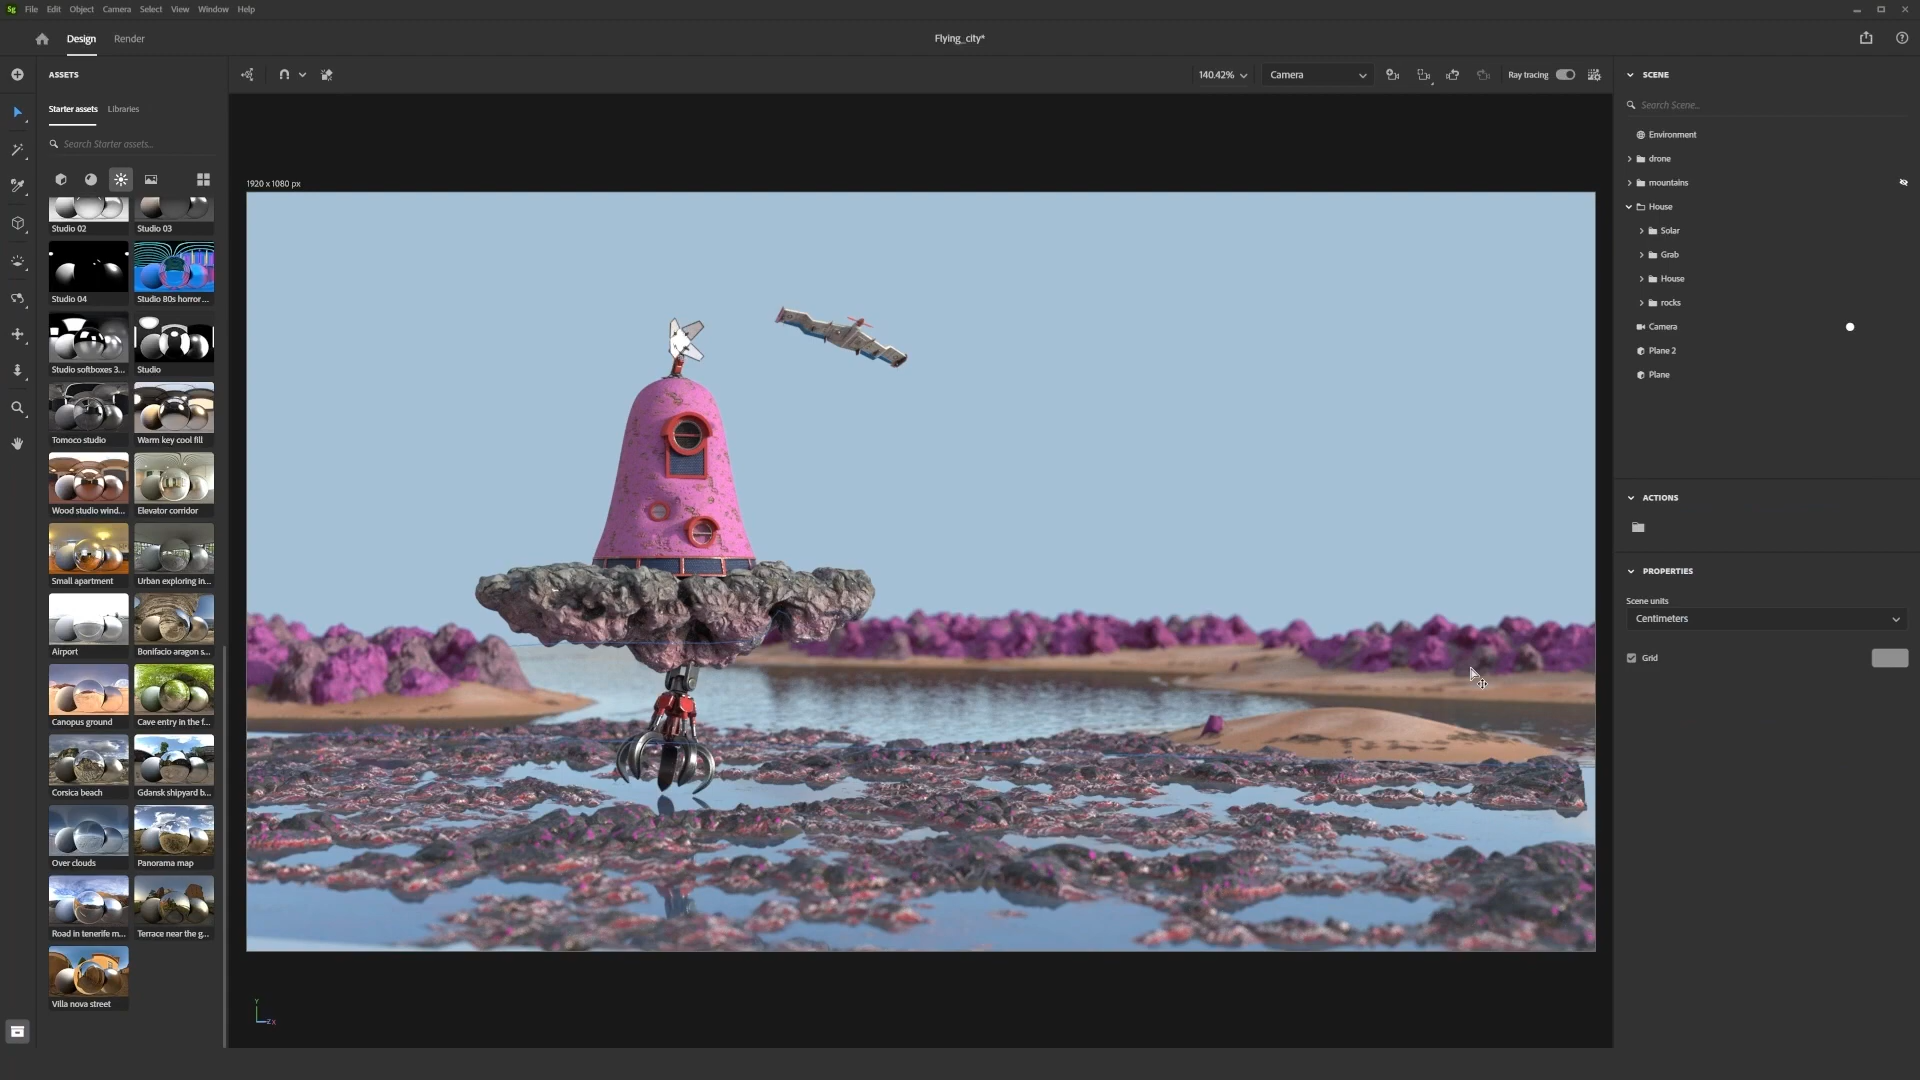 Sg File Edit Object Camera Select View Window Help
Design Render
Flying_city*
ASSETS
Starter assets Libraries
Search Starter assets...
Studio 02 Studio 03
Studio 04 Studio 80s horror...
Studio softboxes 3... Studio
Tomoco studio Warm key cool fill
Wood studio wind... Elevator corridor
Small apartment Urban exploring in...
Airport Bonifacio aragon s...
Canopus ground Cave entry in the f...
Corsica beach Gdansk shipyard b...
Over clouds Panorama map
Road in tenerife m... Terrace near the g...
Villa nova street
140.42% Camera Ray tracing
1920 x 1080 px
Y
Z X
SCENE
Search Scene...
Environment
drone
mountains
House
Solar
Grab
House
rocks
Camera
Plane 2
Plane
ACTIONS
PROPERTIES
Scene units
Centimeters
Grid